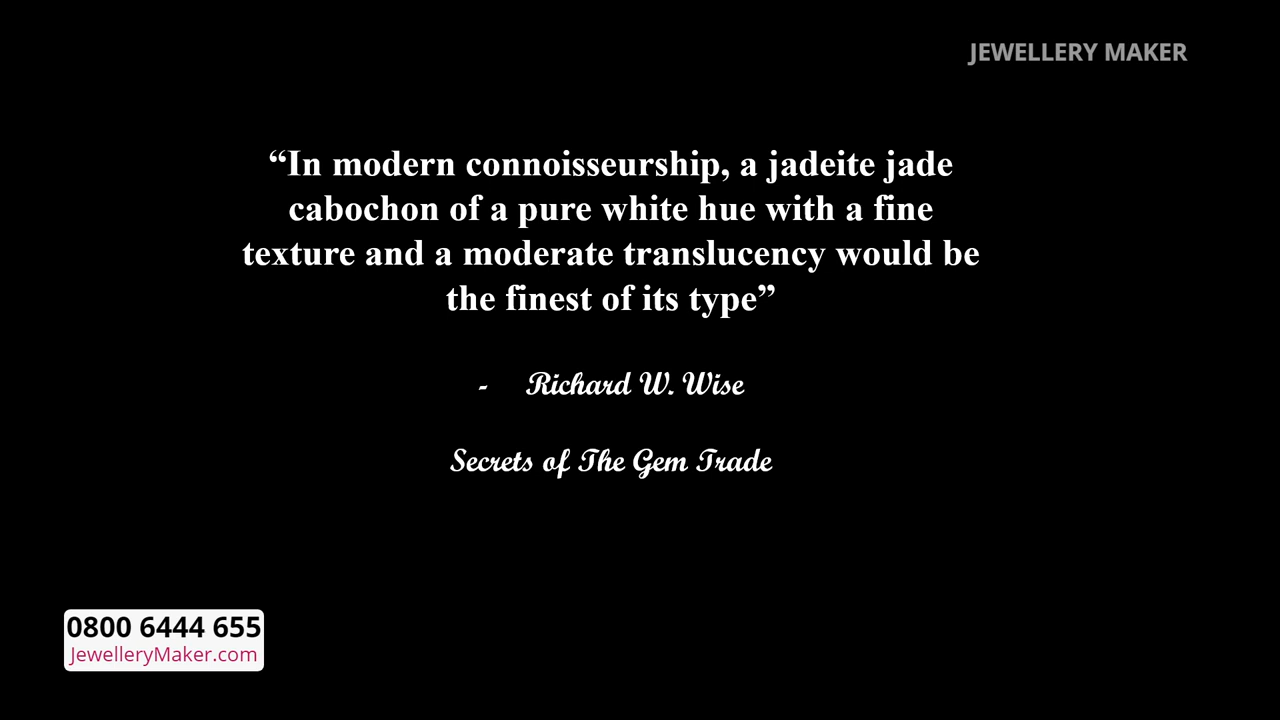 JEWELLERY MAKER
“In modern connoisseurship, a jadeite jade
cabochon of a pure white hue with a fine
texture and a moderate translucency would be
the finest of its type”
- Richard W. Wise
Secrets of The Gem Trade
0800 6444 655
JewelleryMaker.com